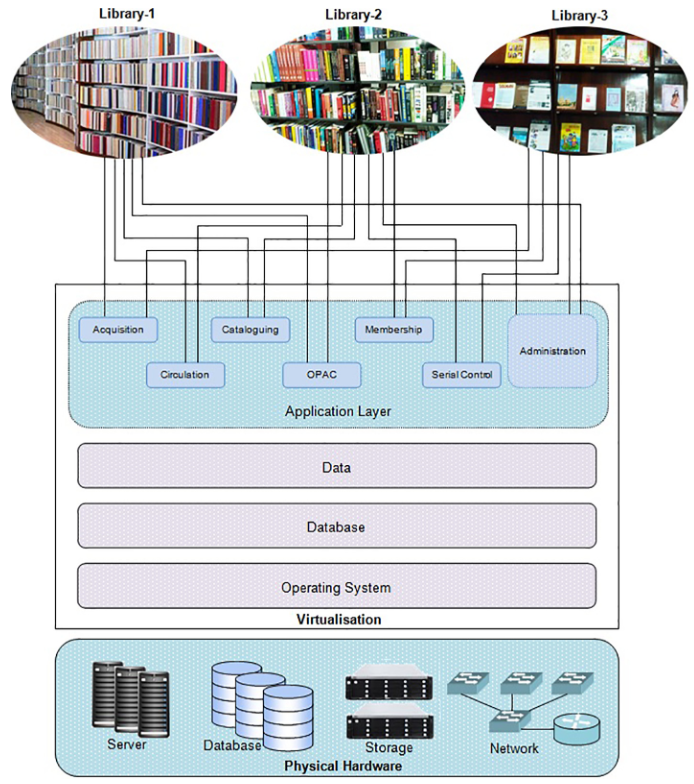 Library-1
Library-2
Library-3
Acquisition
Cataloguing
Membership
Administration
Circulation
OPAC
Serial Control
Application Layer
Data
Database
Operating System
Virtualisation
Server
Database
Storage
Network
Physical Hardware